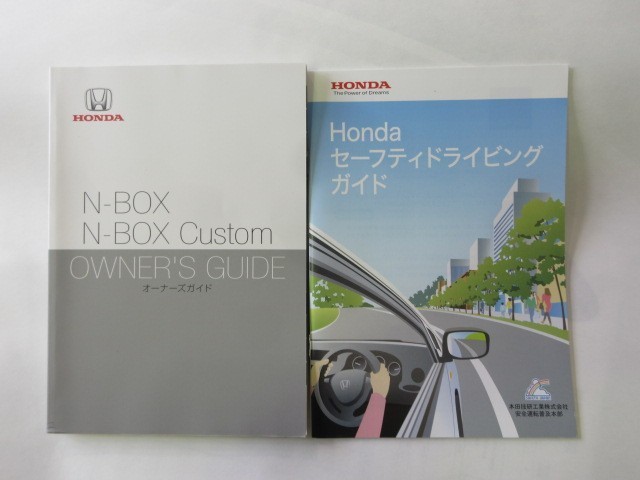 HONDA
N-BOX
N-BOX Custom
OWNER'S GUIDE
オーナーズガイド
HONDA
The Power of Dreams
Honda
セーフティドライビング
ガイド
本田技研工業株式会社
安全運転普及本部